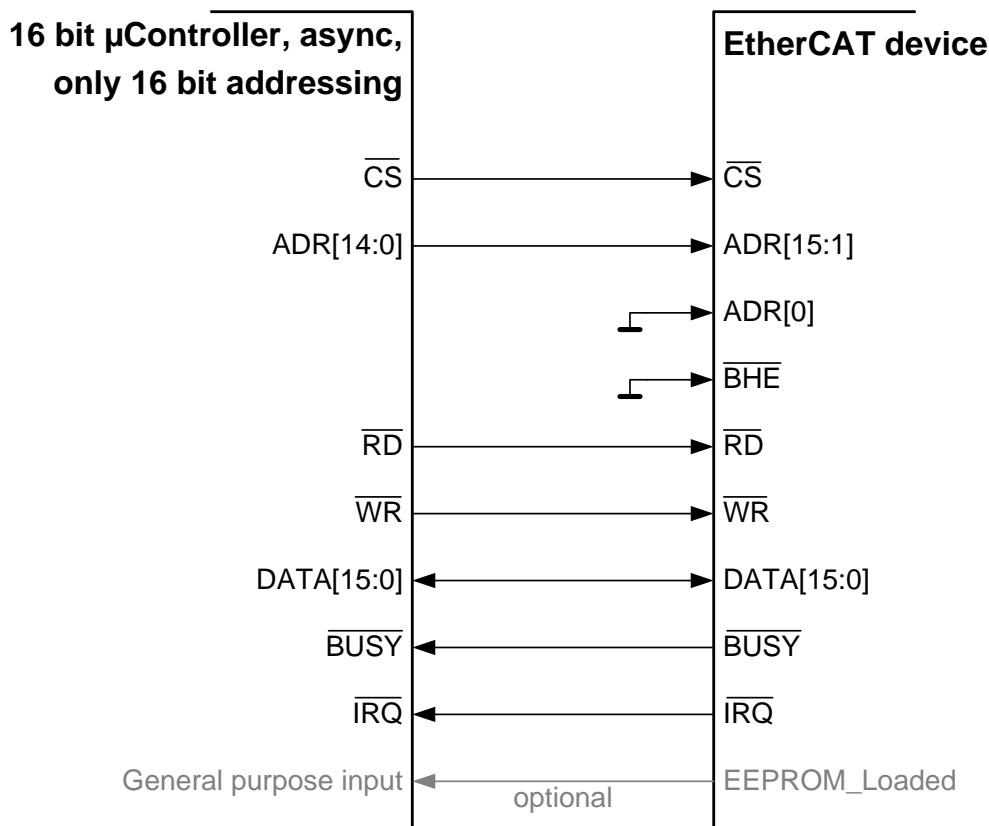 16 bit µController, async,
only 16 bit addressing
EtherCAT device
CS CS
ADR[14:0] ADR[15:1]
ADR[0]
BHE
RD RD
WR WR
DATA[15:0] DATA[15:0]
BUSY BUSY
IRQ IRQ
General purpose input optional EEPROM_Loaded